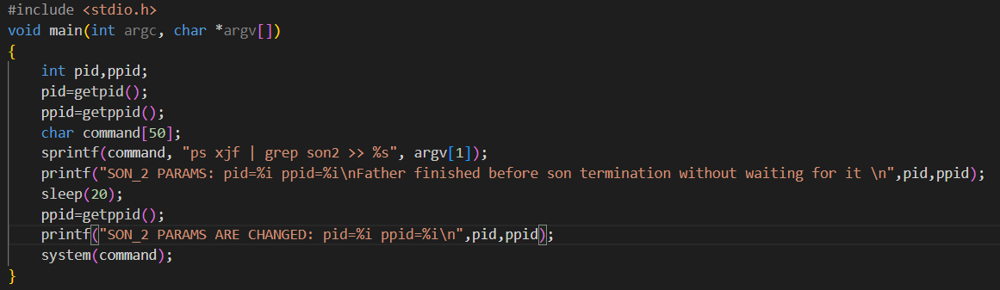 #include <stdio.h>
void main(int argc, char *argv[])
{
    int pid,ppid;
    pid=getpid();
    ppid=getppid();
    char command[50];
    sprintf(command, "ps xjf | grep son2 >> %s", argv[1]);
    printf("SON_2 PARAMS: pid=%i ppid=%i\nFather finished before son termination without waiting for it \n",pid,ppid);
    sleep(20);
    ppid=getppid();
    printf("SON_2 PARAMS ARE CHANGED: pid=%i ppid=%i\n",pid,ppid);
    system(command);
}